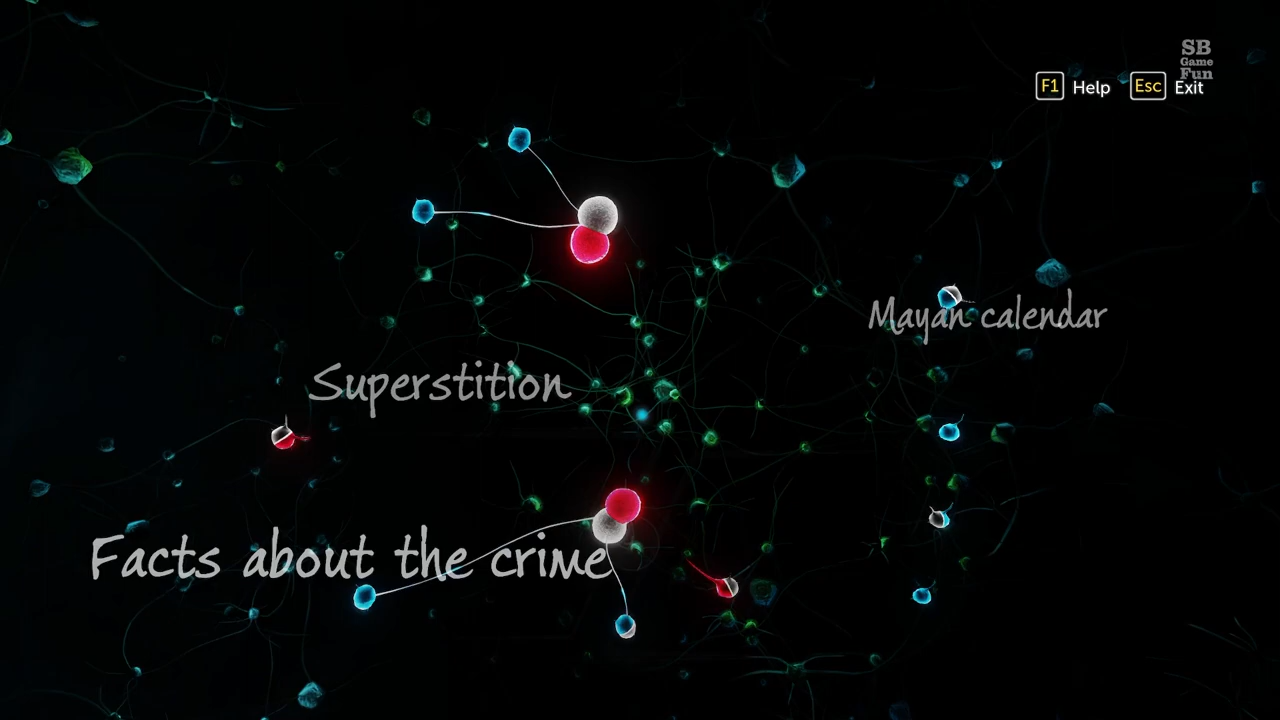 SB
Game
Fun
F1 Help Esc Exit
Mayan calendar
Superstition
Facts about the crime